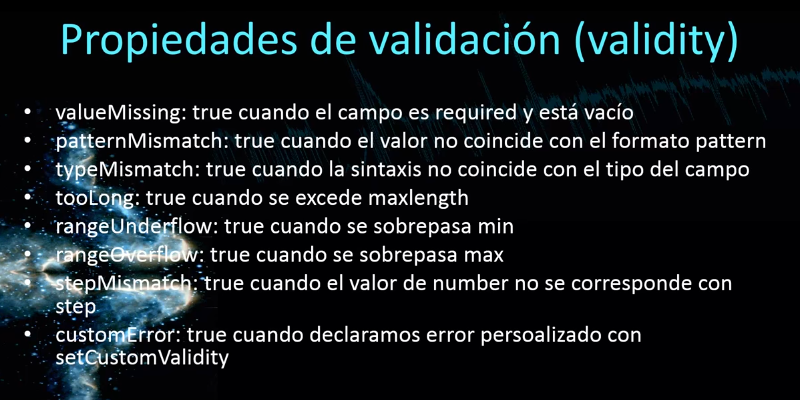 Propiedades de validación (validity)
• valueMissing: true cuando el campo es required y está vacío
• patternMismatch: true cuando el valor no coincide con el formato pattern
• typeMismatch: true cuando la sintaxis no coincide con el tipo del campo
• tooLong: true cuando se excede maxlength
• rangeUnderflow: true cuando se sobrepasa min
• rangeOverflow: true cuando se sobrepasa max
• stepMismatch: true cuando el valor de number no se corresponde con
step
• customError: true cuando declaramos error persoalizado con
setCustomValidity